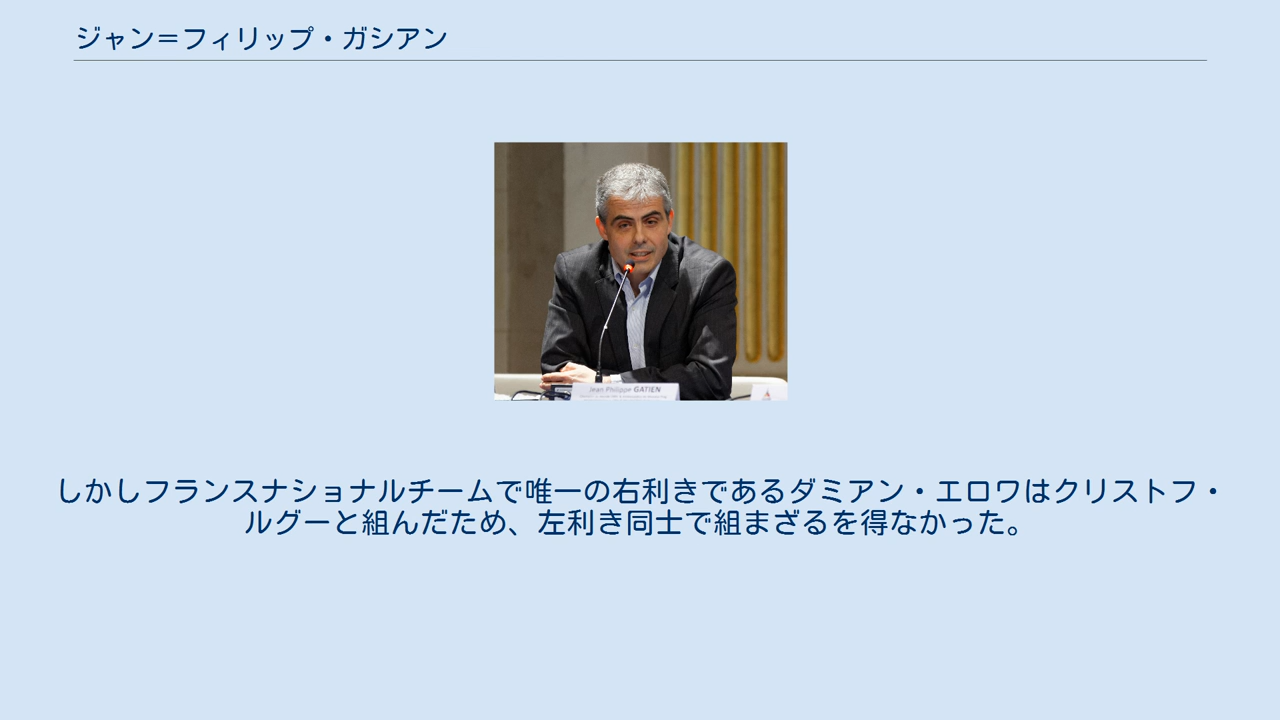 ジャン＝フィリップ・ガシアン
Jean Philippe GATIEN
しかしフランスナショナルチームで唯一の右利きであるダミアン・エロワはクリストフ・
ルグーと組んだため、左利き同士で組まざるを得なかった。